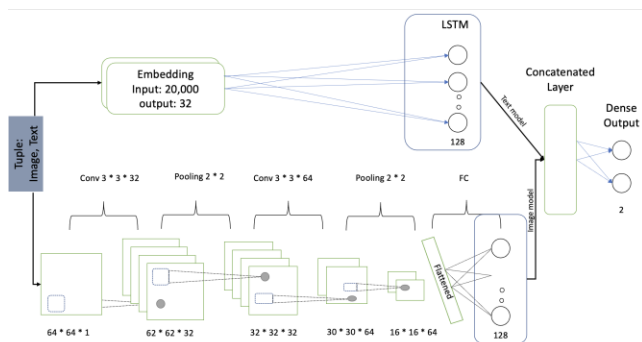 LSTM
Embedding
Input: 20,000
output: 32
Concatenated
Layer
Dense
Output
Text model
128
Tuple:
Image, Text
Conv 3 * 3 * 32
Pooling 2 * 2
Conv 3 * 3 * 64
Pooling 2 * 2
FC
Image model
2
Flattened
64 * 64 * 1
62 * 62 * 32
32 * 32 * 32
30 * 30 * 64
16 * 16 * 64
128